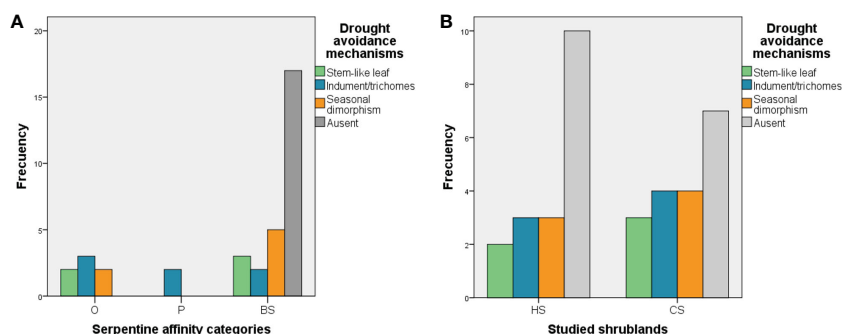 A
Frecuency
20
15
10
5
0
O
P
BS
Serpentine affinity categories
Drought
avoidance
mechanisms
Stem-like leaf
Indument/trichomes
Seasonal
dimorphism
Ausent
B
Frecuency
10
8
6
4
2
0
HS
CS
Studied shrublands
Drought
avoidance
mechanisms
Stem-like leaf
Indument/trichomes
Seasonal
dimorphism
Ausent